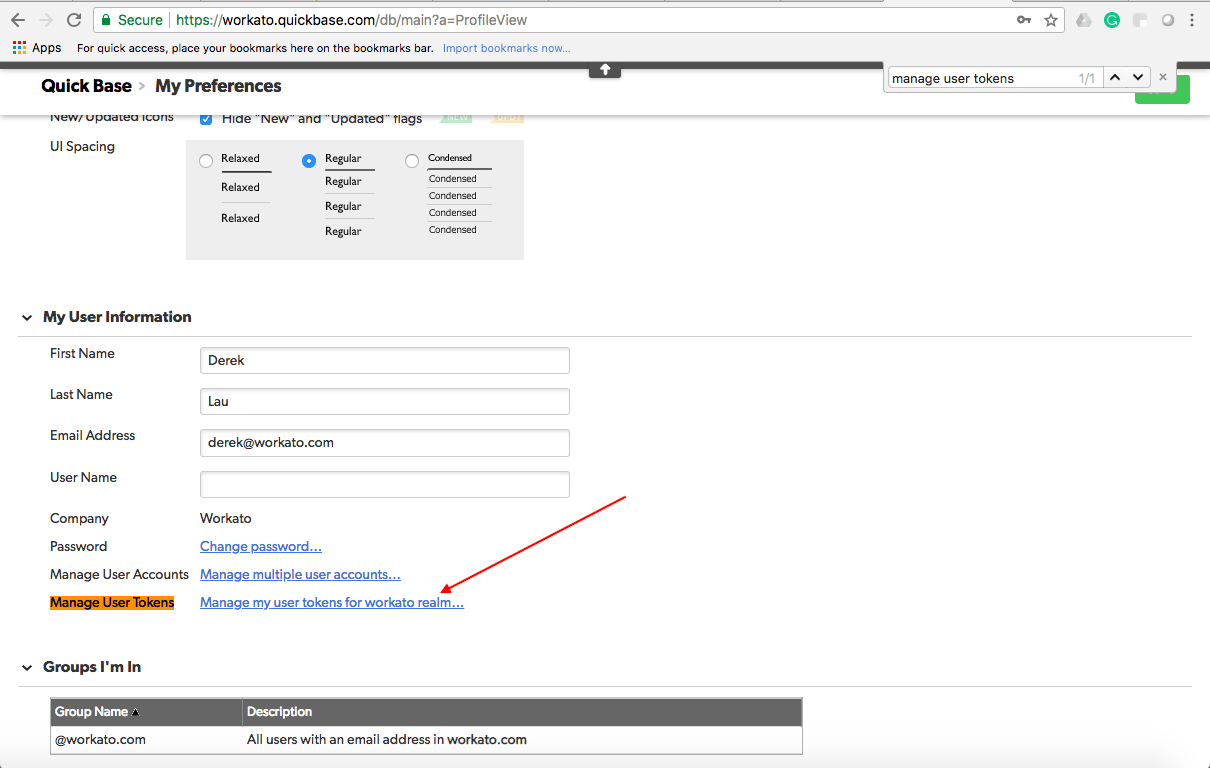 Secure https://workato.quickbase.com/db/main?a=ProfileView
Apps For quick access, place your bookmarks here on the bookmarks bar. Import bookmarks now...
manage user tokens 1/1
Quick Base > My Preferences
New/Updated Icons Hide "New" and "Updated" flags NEW UPDT
UI Spacing
Relaxed Regular Condensed
Relaxed Regular Condensed
Condensed
Relaxed Regular Condensed
Regular Condensed
My User Information
First Name Derek
Last Name Lau
Email Address derek@workato.com
User Name
Company Workato
Password Change password...
Manage User Accounts Manage multiple user accounts...
Manage User Tokens Manage my user tokens for workato realm...
Groups I'm In
Group Name Description
@workato.com All users with an email address in workato.com